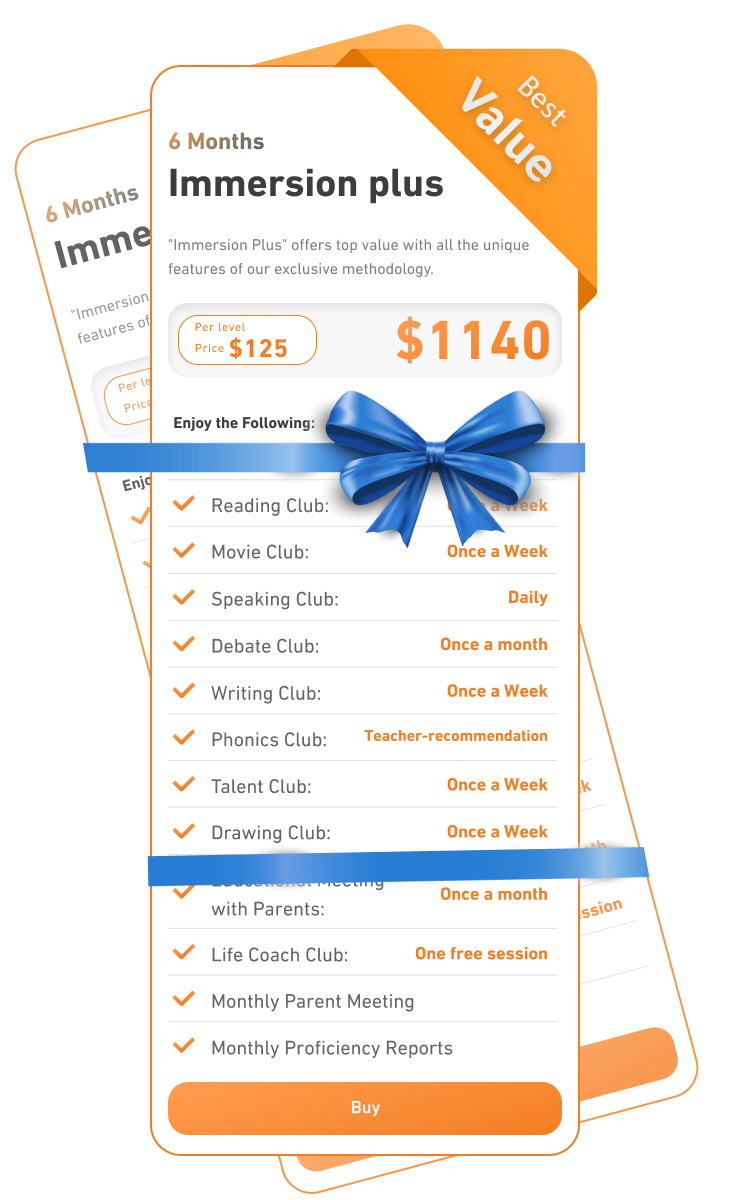 Best
Value
6 Months
Immersion plus
"Immersion Plus" offers top value with all the unique
features of our exclusive methodology.
Per level
Price $125
$1140
Enjoy the Following:
Reading Club: a Week
Movie Club: Once a Week
Speaking Club: Daily
Debate Club: Once a month
Writing Club: Once a Week
Phonics Club: Teacher-recommendation
Talent Club: Once a Week
Drawing Club: Once a Week
Educational Meeting
with Parents: Once a month
Life Coach Club: One free session
Monthly Parent Meeting
Monthly Proficiency Reports
Buy
6 Months
Imme
"Immersion
features of
Per le
Price
Enjo
k
th
ssion